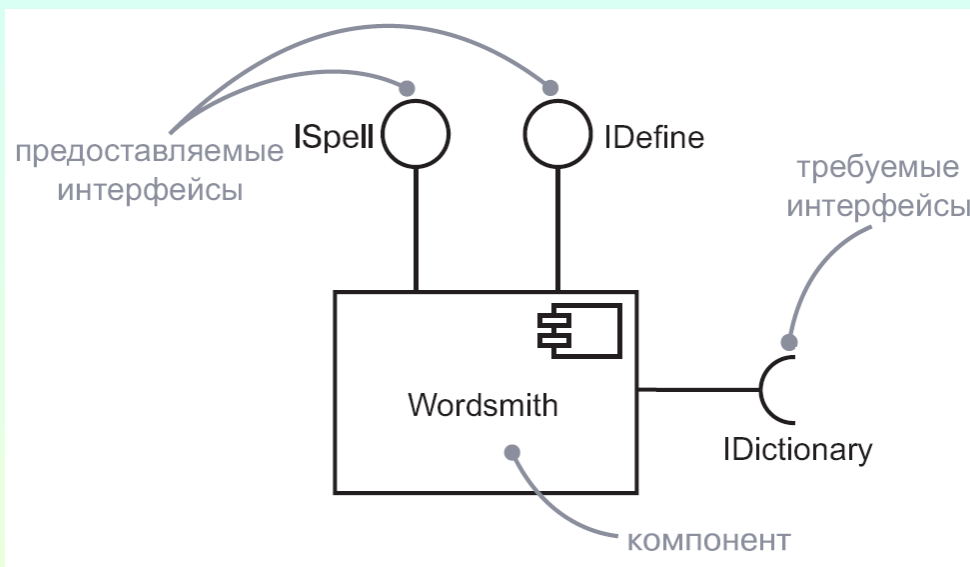 предоставляемые
интерфейсы
ISpell
IDefine
требуемые
интерфейсы
Wordsmith
IDictionary
компонент